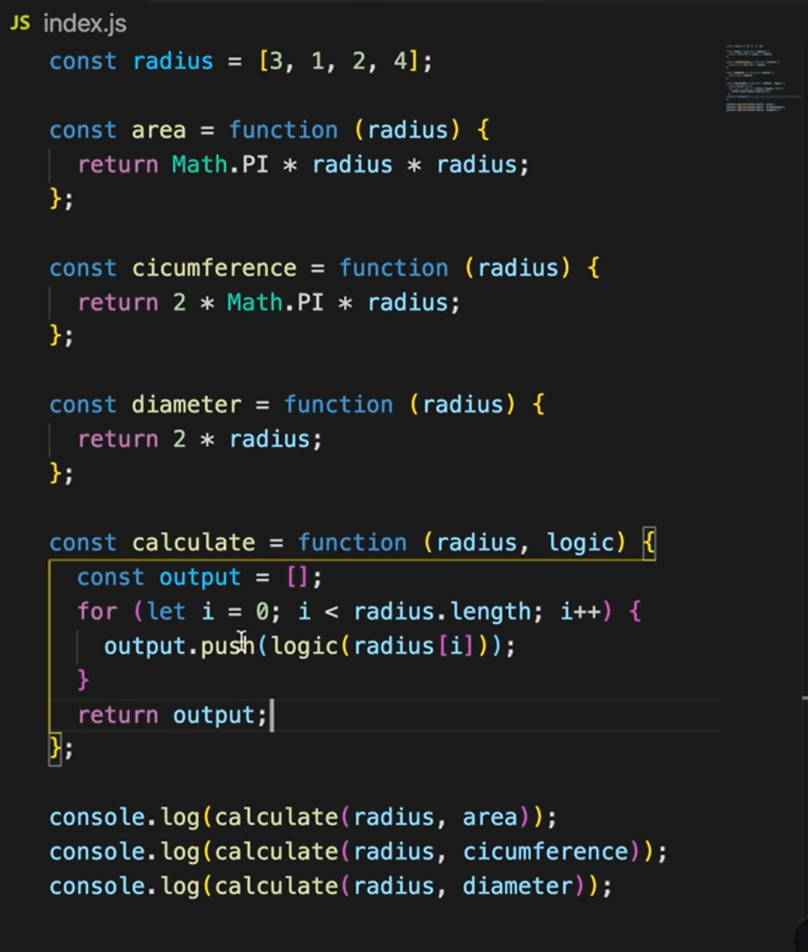 JS index.js
const radius = [3, 1, 2, 4];
const area = function (radius) {
  return Math.PI * radius * radius;
};
const cicumference = function (radius) {
  return 2 * Math.PI * radius;
};
const diameter = function (radius) {
  return 2 * radius;
};
const calculate = function (radius, logic) {
  const output = [];
  for (let i = 0; i < radius.length; i++) {
    output.push(logic(radius[i]));
  }
  return output;
};
console.log(calculate(radius, area));
console.log(calculate(radius, cicumference));
console.log(calculate(radius, diameter));